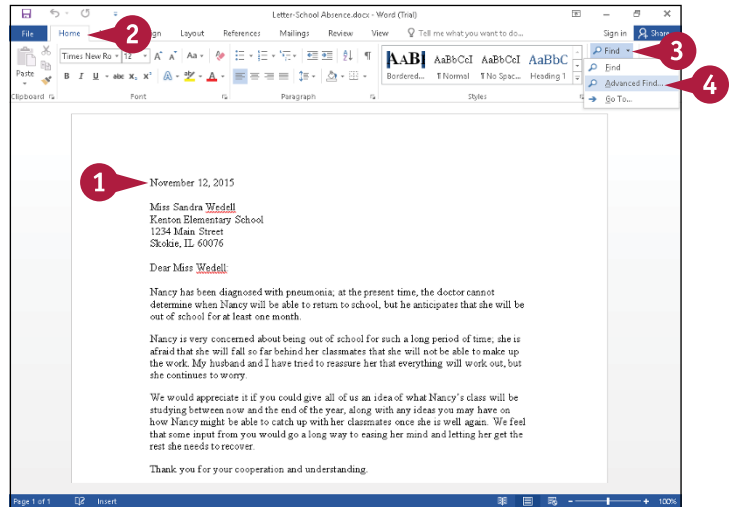 Letter-School Absence.docx - Word (Trial)
File Home gn Layout References Mailings Review View Tell me what you want to do... Sign in Share
2
Times New Ro 12 A A Aa
Find
3
Paste
B I U abc x₂ x² A aby A
AaBb AaBbCcI AaBbCcI AaBbC
Bordered... ¶ Normal ¶ No Spac... Heading 1
Find
Advanced Find...
4
Go To...
Clipboard Font Paragraph Styles
1
November 12, 2015
Miss Sandra Wedell
Kenton Elementary School
1234 Main Street
Skokie, IL 60076
Dear Miss Wedell:
Nancy has been diagnosed with pneumonia; at the present time, the doctor cannot
determine when Nancy will be able to return to school, but he anticipates that she will be
out of school for at least one month.
Nancy is very concerned about being out of school for such a long period of time; she is
afraid that she will fall so far behind her classmates that she will not be able to make up
the work. My husband and I have tried to reassure her that everything will work out, but
she continues to worry.
We would appreciate it if you could give all of us an idea of what Nancy's class will be
studying between now and the end of the year, along with any ideas you may have on
how Nancy might be able to catch up with her classmates once she is well again. We feel
that some input from you would go a long way to easing her mind and letting her get the
rest she needs to recover.
Thank you for your cooperation and understanding.
Page 1 of 1 Insert 100%